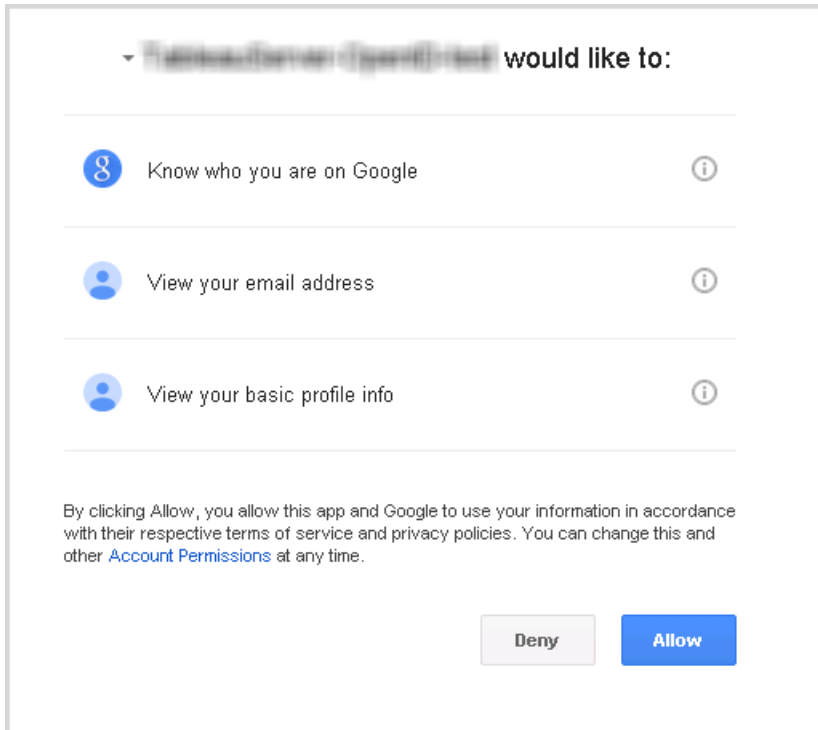 would like to:
Know who you are on Google
View your email address
View your basic profile info
By clicking Allow, you allow this app and Google to use your information in accordance
with their respective terms of service and privacy policies. You can change this and
other Account Permissions at any time.
Deny Allow